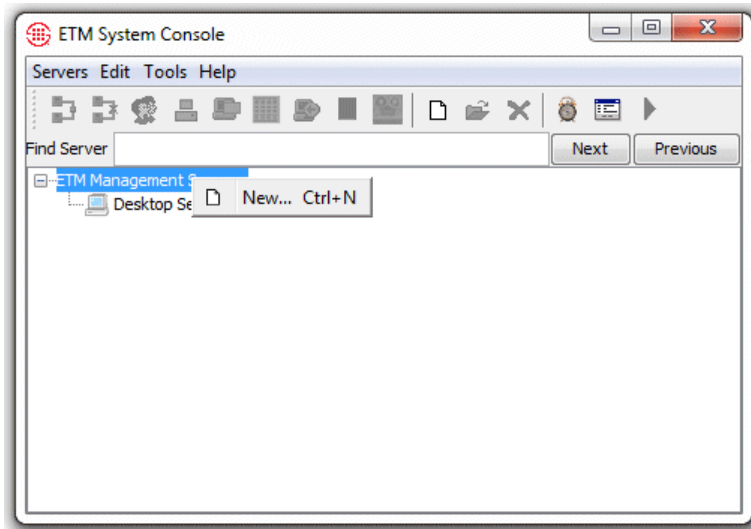 ETM System Console
Servers Edit Tools Help
Find Server Next Previous
ETM Management S
New... Ctrl+N
Desktop Se